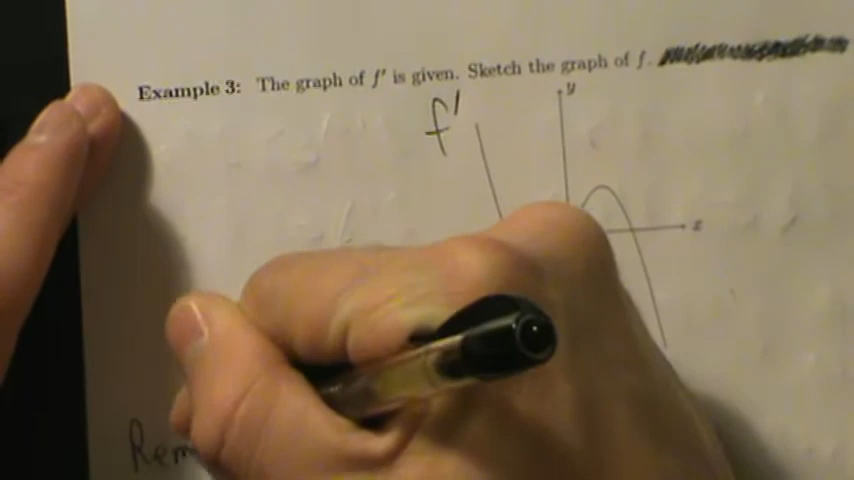 Example 3: The graph of f′ is given. Sketch the graph of f.
f′
y
x
Rem